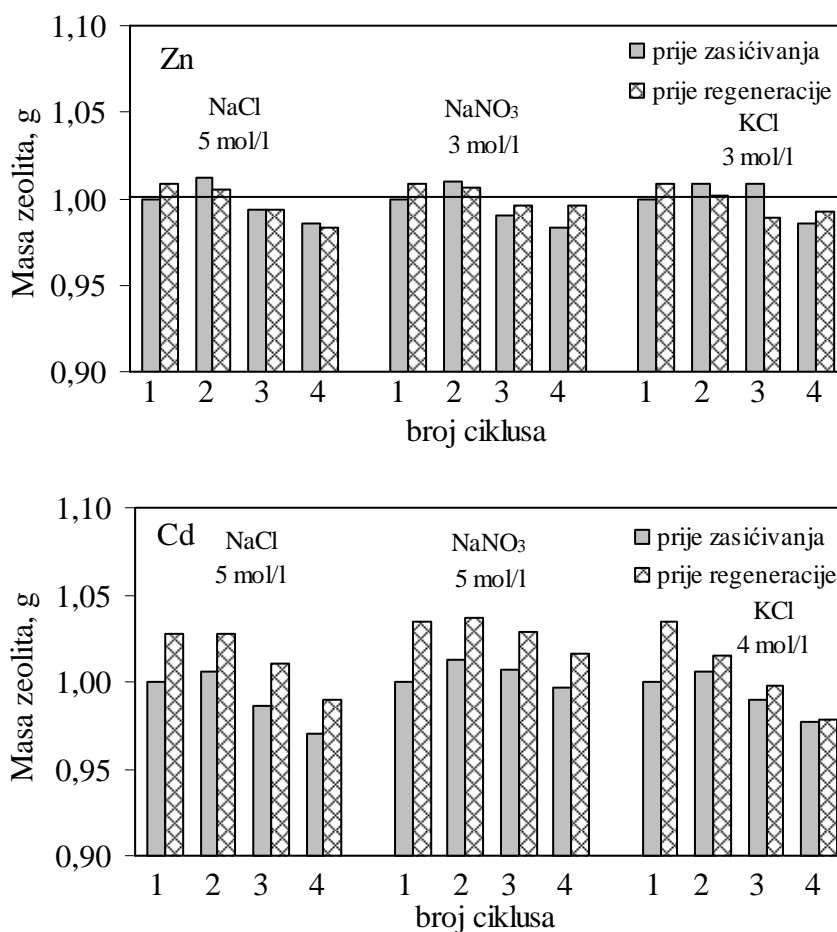 1,10
1,05
1,00
0,95
0,90
Masa zeolita, g
Zn
NaCl
5 mol/l
NaNO₃
3 mol/l
KCl
3 mol/l
prije zasićivanja
prije regeneracije
1 2 3 4 1 2 3 4 1 2 3 4
broj ciklusa
1,10
1,05
1,00
0,95
0,90
Masa zeolita, g
Cd
NaCl
5 mol/l
NaNO₃
5 mol/l
prije zasićivanja
prije regeneracije
KCl
4 mol/l
1 2 3 4 1 2 3 4 1 2 3 4
broj ciklusa